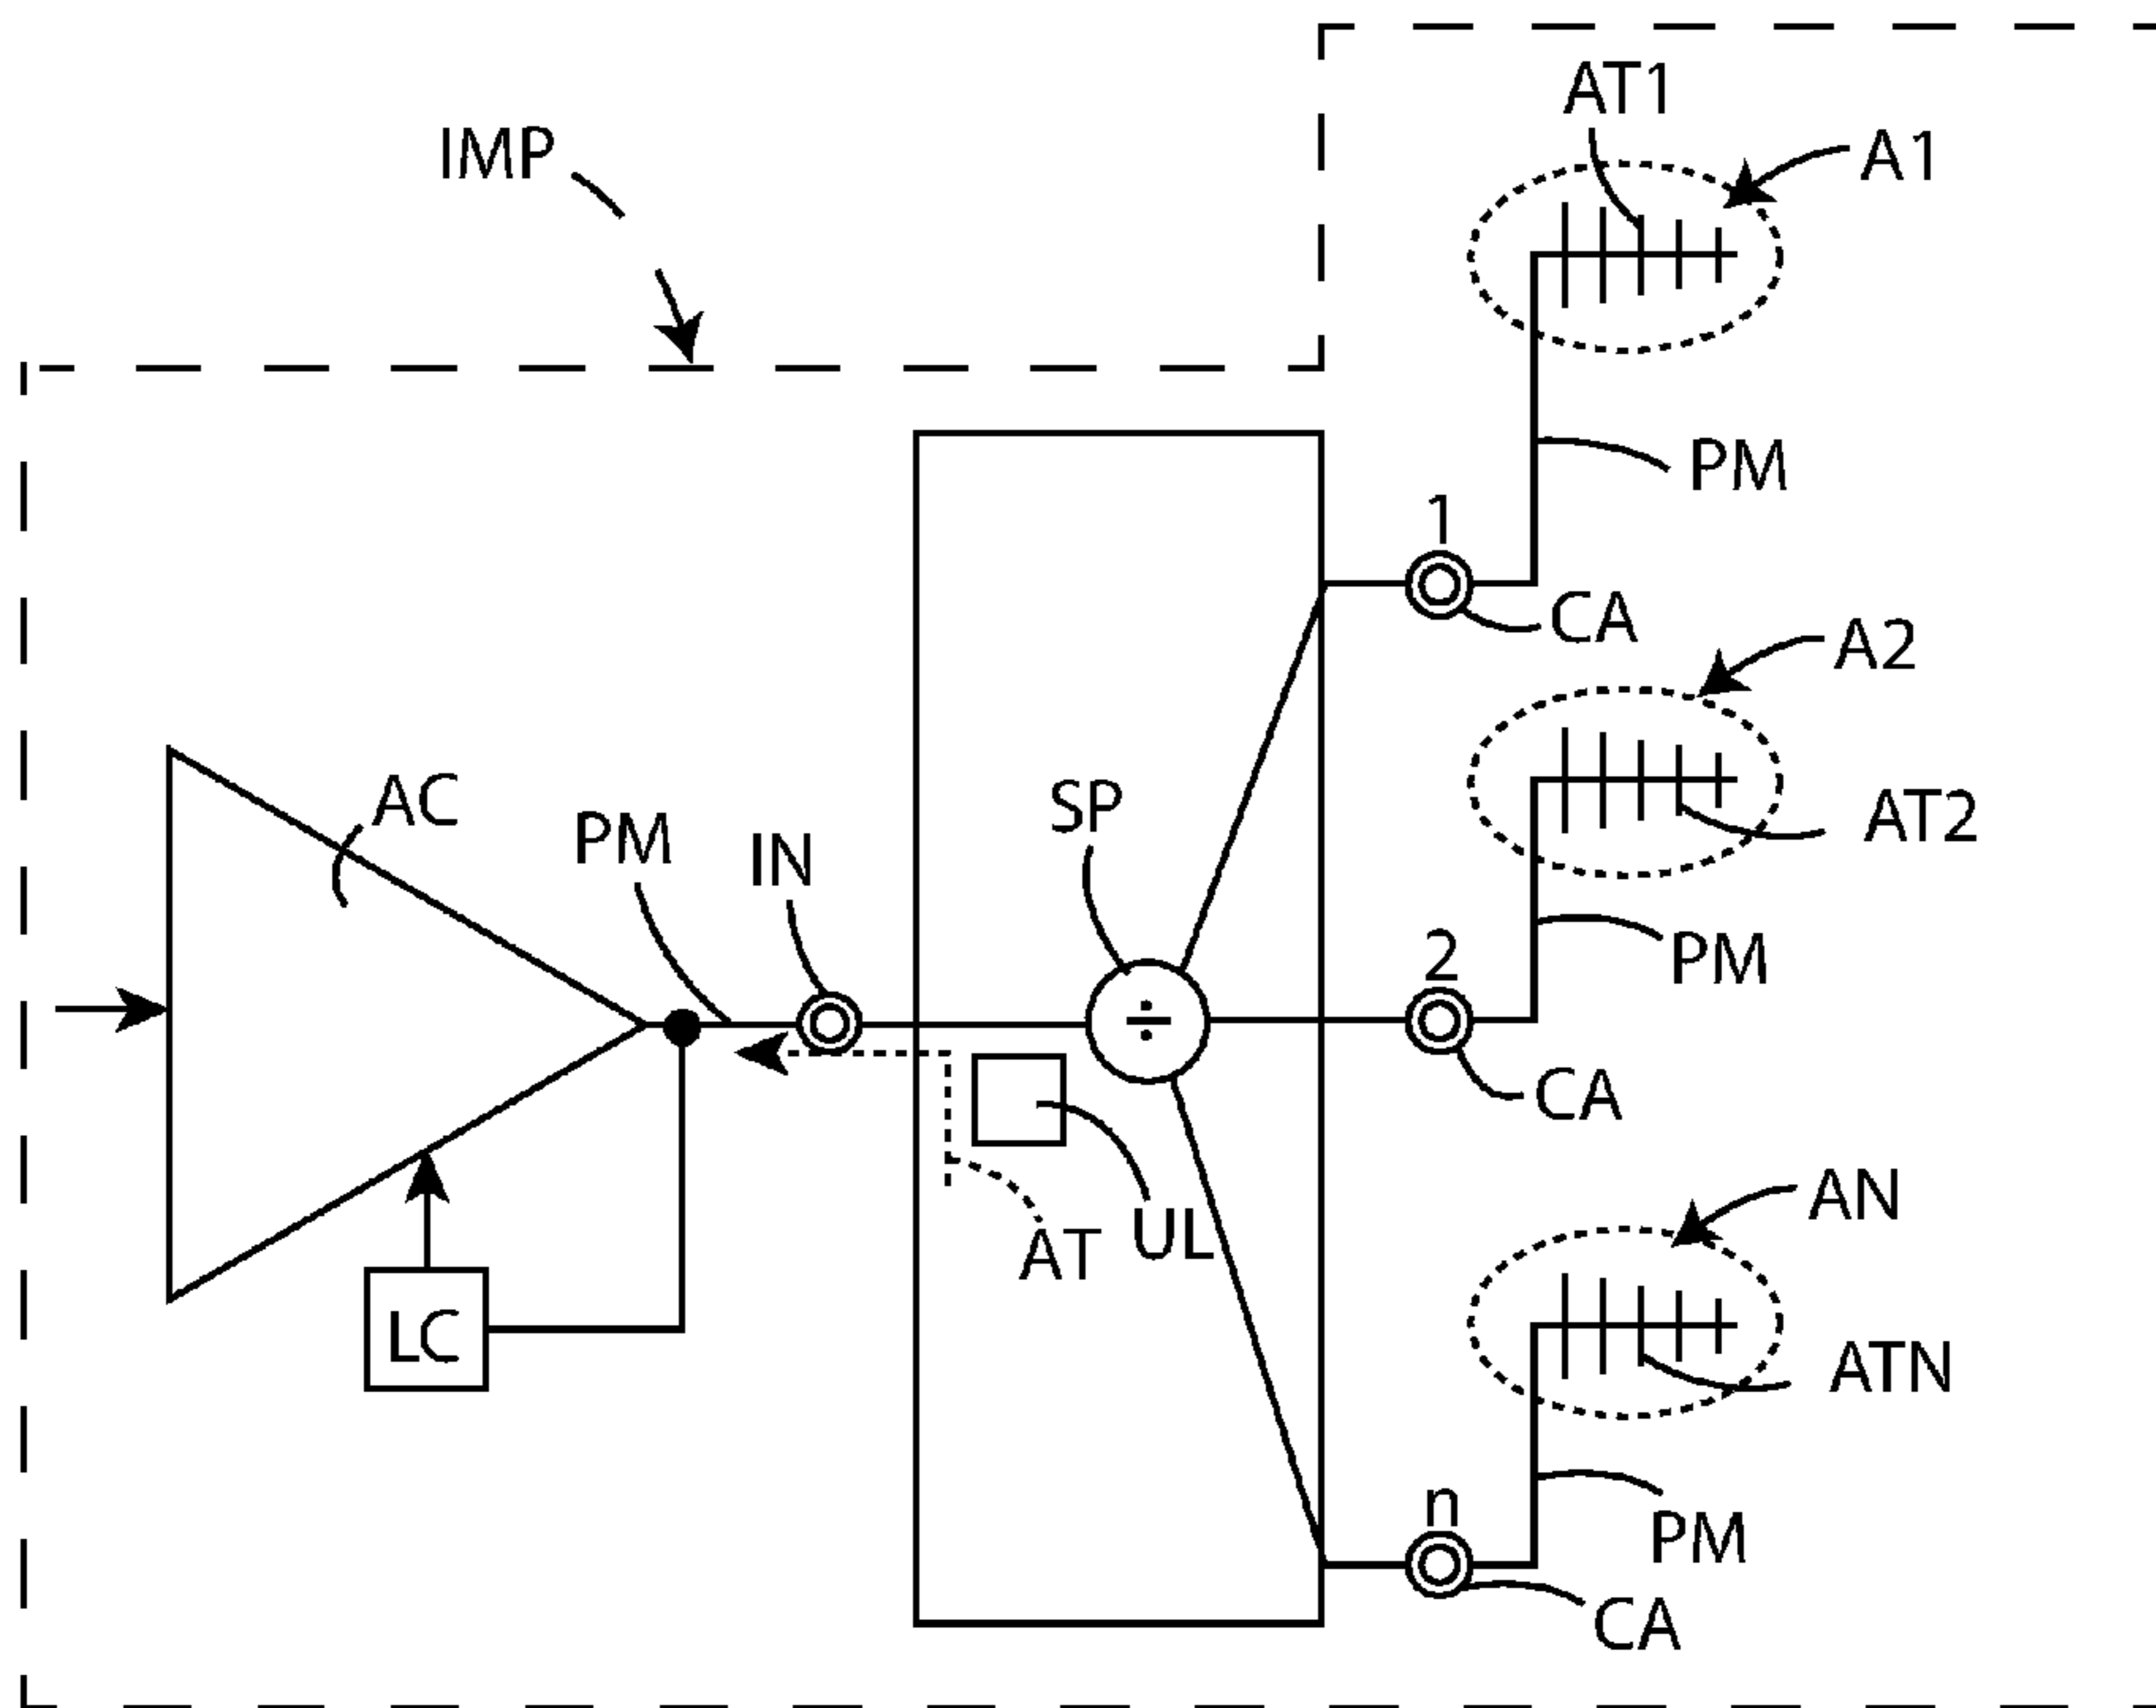 AT1
IMP
A1
PM
1
CA
A2
AC
SP
AT2
PM
IN
2
PM
CA
AN
UL
AT
LC
ATN
n
PM
CA
÷